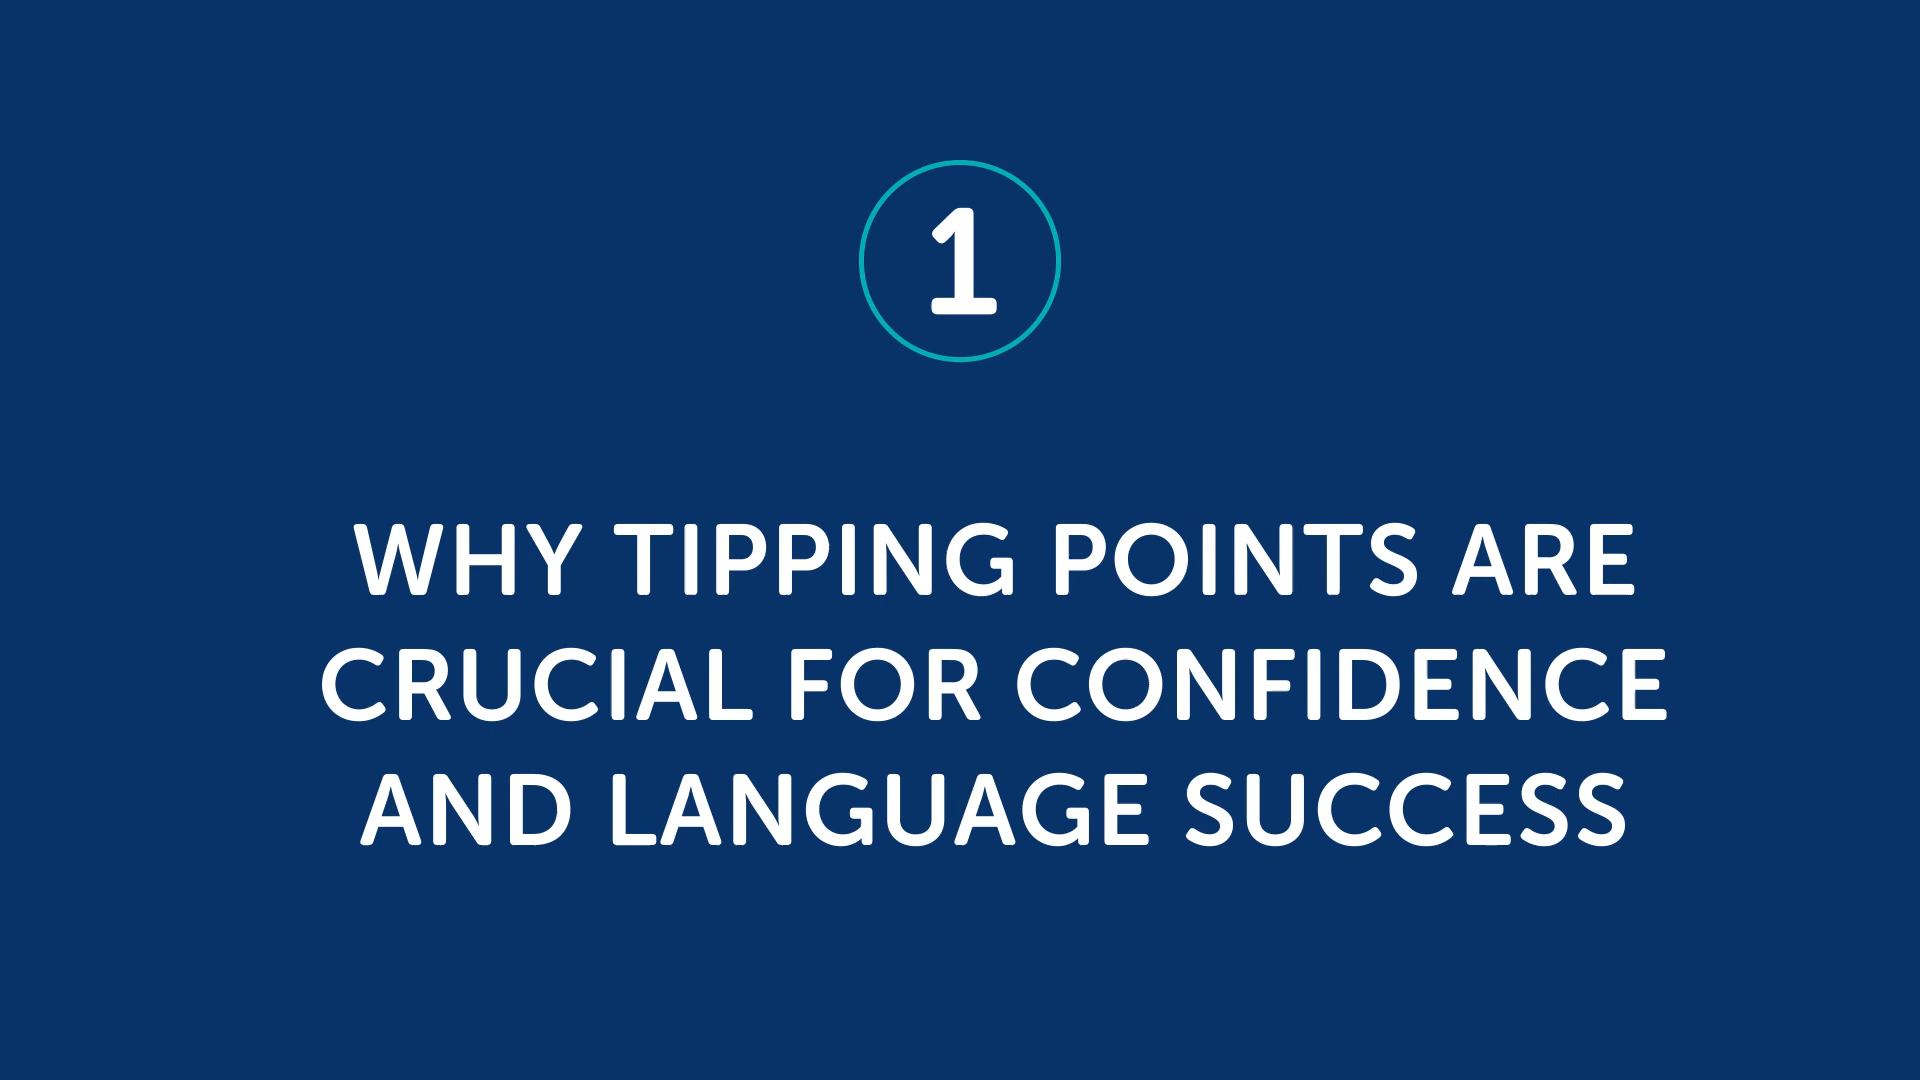 1
WHY TIPPING POINTS ARE
CRUCIAL FOR CONFIDENCE
AND LANGUAGE SUCCESS